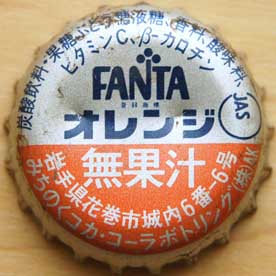 炭酸飲料・果糖ぶどう糖液糖、香料、酸味料、
ビタミンC、β-カロチン
JAS
FANTA
登録商標
オレンジ
無果汁
岩手県花巻市城内6番-6号
みちのくコカ・コーラボトリング(株)AK